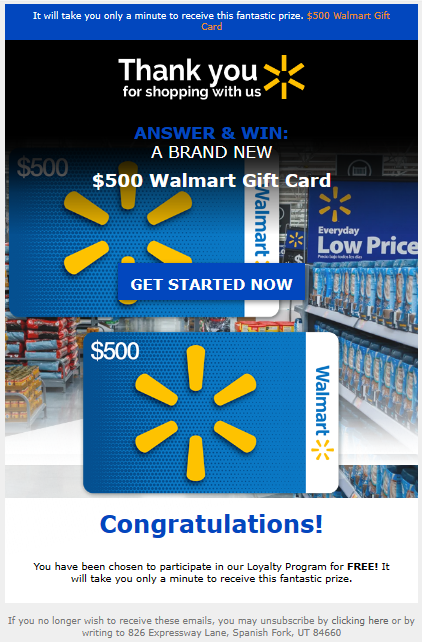 It will take you only a minute to receive this fantastic prize. $500 Walmart Gift
Card
Thank you
for shopping with us
ANSWER & WIN:
A BRAND NEW
$500
$500 Walmart Gift Card
Walmart
Everyday
Low Price
GET STARTED NOW
$500
Walmart
Congratulations!
You have been chosen to participate in our Loyalty Program for FREE! It
will take you only a minute to receive this fantastic prize.
If you no longer wish to receive these emails, you may unsubscribe by clicking here or by
writing to 826 Expressway Lane, Spanish Fork, UT 84660